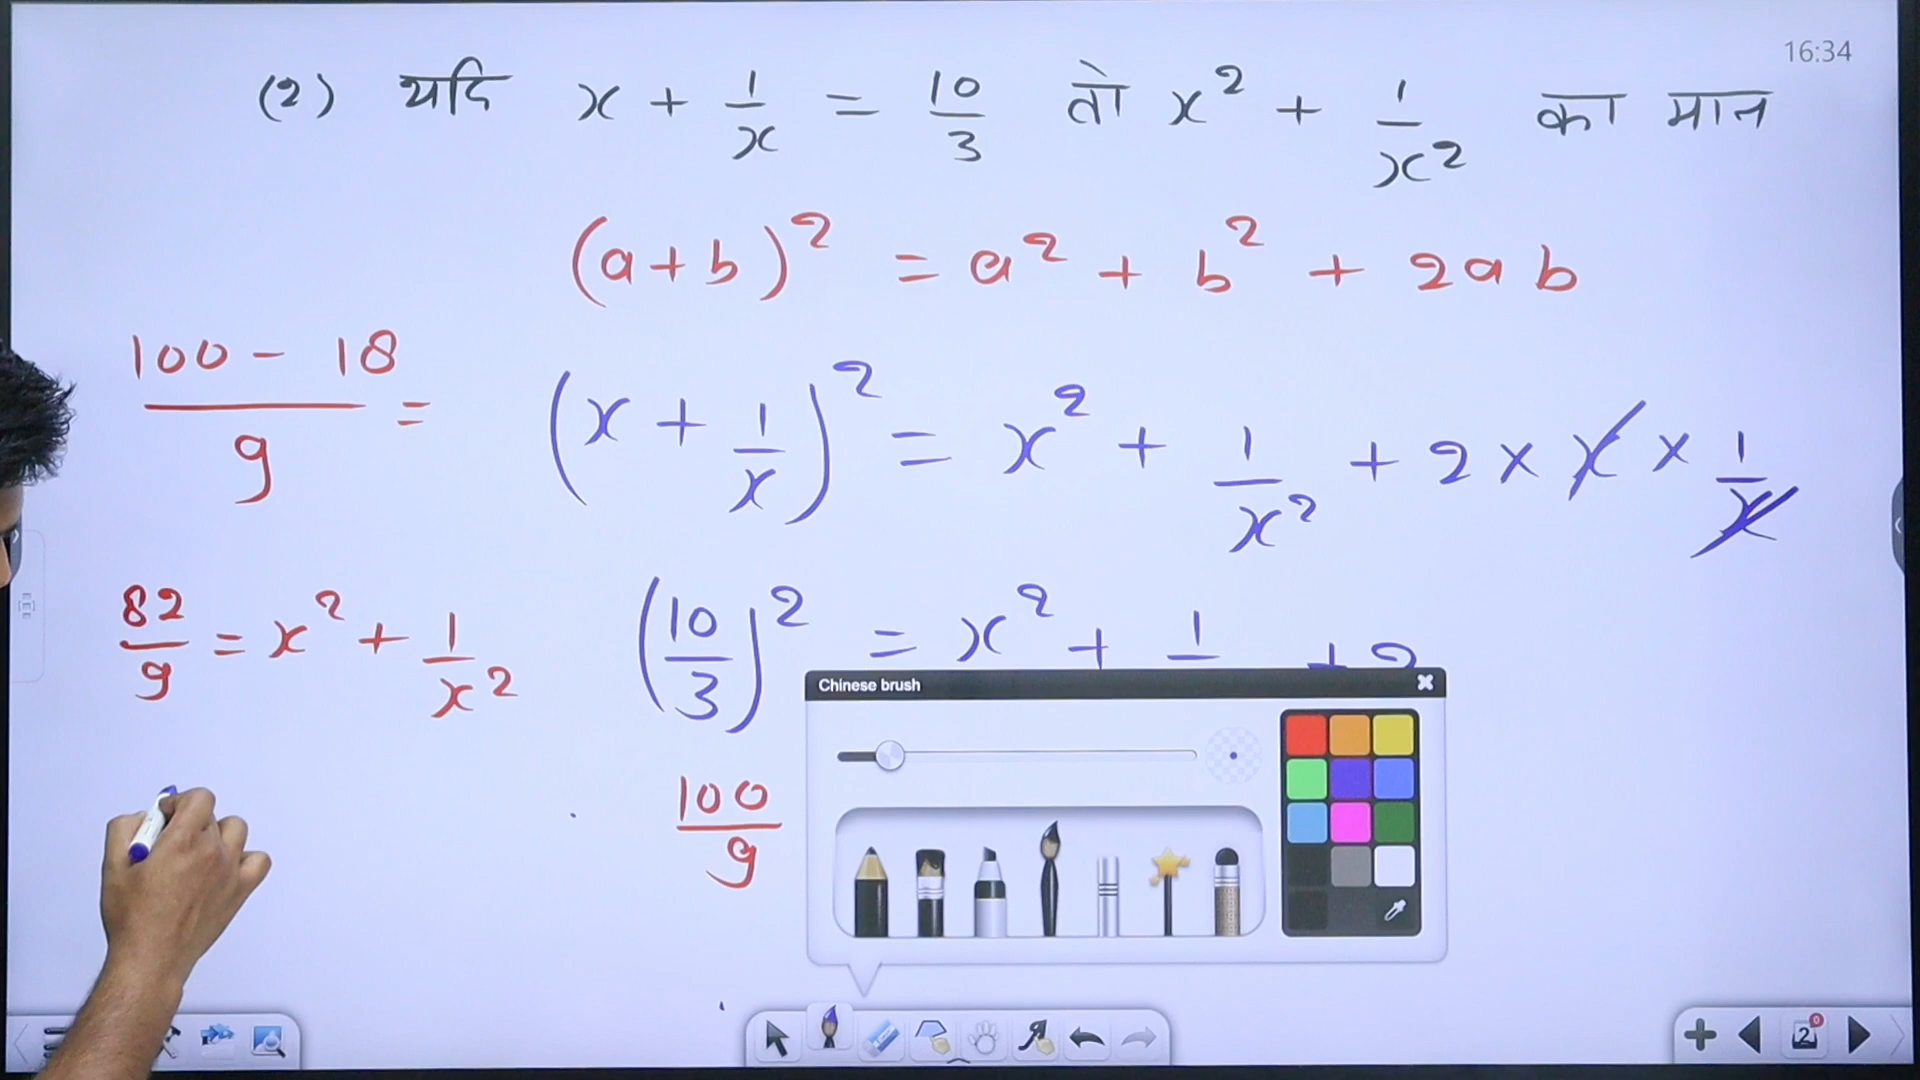 16:34
(2) यदि x + 1/x = 10/3 तो x² + 1/x² का मान
(a+b)² = a² + b² + 2ab
100 - 18 / 9 =
(x + 1/x)² = x² + 1/x² + 2 × x × 1/x
82/9 = x² + 1/x²
(10/3)² = x² + 1 + 2
Chinese brush
100/9
2